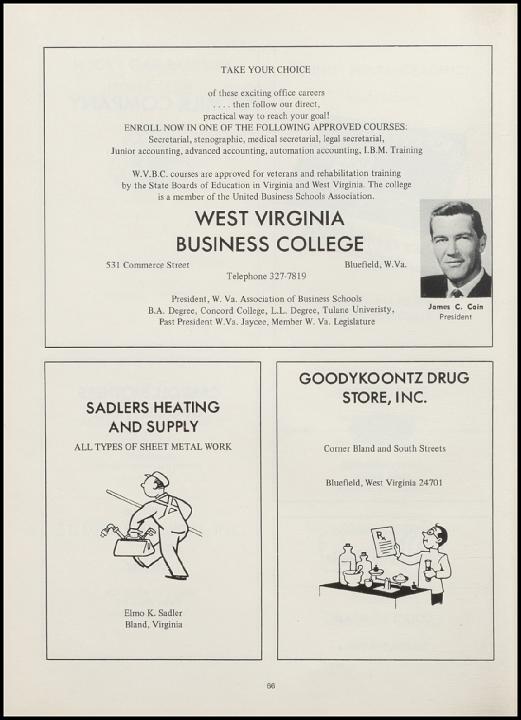 TAKE YOUR CHOICE
of these exciting office careers
. . . . then follow our direct,
practical way to reach your goal!
ENROLL NOW IN ONE OF THE FOLLOWING APPROVED COURSES:
Secretarial, stenographic, medical secretarial, legal secretarial,
Junior accounting, advanced accounting, automation accounting, I.B.M. Training
W.V.B.C. courses are approved for veterans and rehabilitation training
by the State Boards of Education in Virginia and West Virginia. The college
is a member of the United Business Schools Association.
WEST VIRGINIA
BUSINESS COLLEGE
531 Commerce Street Bluefield, W.Va.
Telephone 327-7819
President, W. Va. Association of Business Schools
B.A. Degree, Concord College, L.L. Degree, Tulane Univeristy,
Past President W.Va. Jaycee, Member W. Va. Legislature
James C. Cain
President
SADLERS HEATING
AND SUPPLY
ALL TYPES OF SHEET METAL WORK
Elmo K. Sadler
Bland, Virginia
GOODYKOONTZ DRUG
STORE, INC.
Corner Bland and South Streets
Bluefield, West Virginia 24701
Rx
66